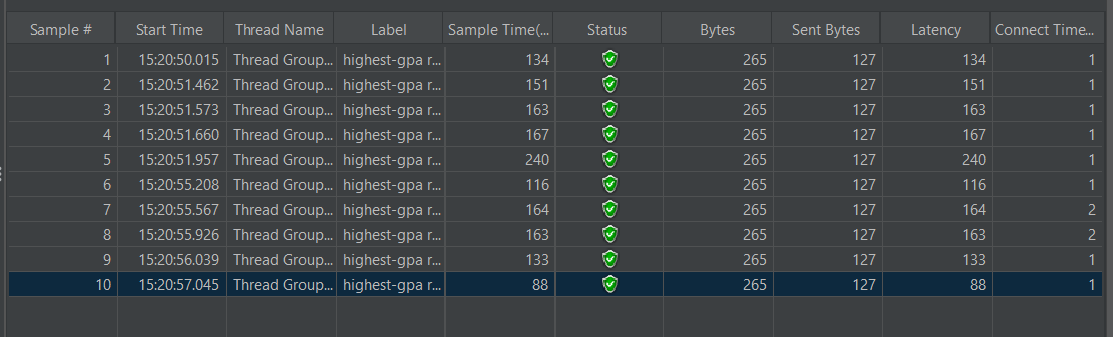 Sample # Start Time Thread Name Label Sample Time(... Status Bytes Sent Bytes Latency Connect Time...
1 15:20:50.015 Thread Group... highest-gpa r... 134 265 127 134 1
2 15:20:51.462 Thread Group... highest-gpa r... 151 265 127 151 1
3 15:20:51.573 Thread Group... highest-gpa r... 163 265 127 163 1
4 15:20:51.660 Thread Group... highest-gpa r... 167 265 127 167 1
5 15:20:51.957 Thread Group... highest-gpa r... 240 265 127 240 1
6 15:20:55.208 Thread Group... highest-gpa r... 116 265 127 116 1
7 15:20:55.567 Thread Group... highest-gpa r... 164 265 127 164 2
8 15:20:55.926 Thread Group... highest-gpa r... 163 265 127 163 2
9 15:20:56.039 Thread Group... highest-gpa r... 133 265 127 133 1
10 15:20:57.045 Thread Group... highest-gpa r... 88 265 127 88 1